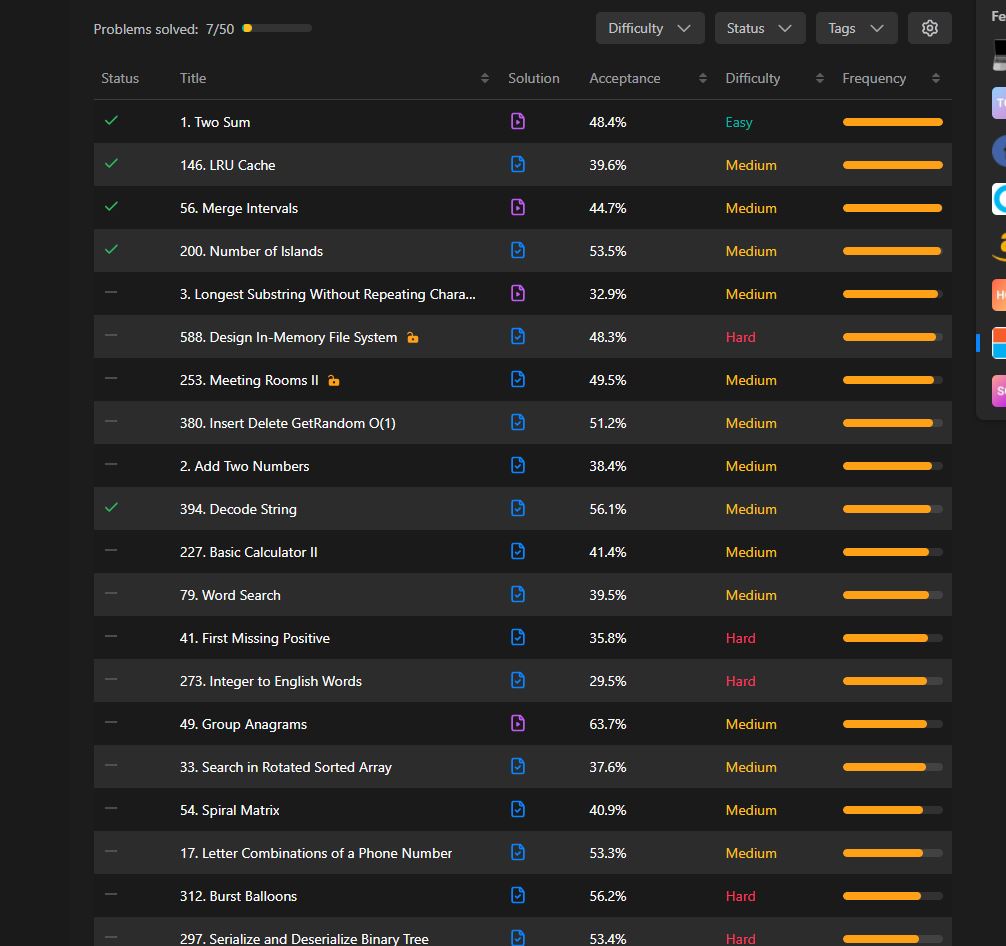 Problems solved: 7/50 Difficulty Status Tags
Fe
Status Title Solution Acceptance Difficulty Frequency
1. Two Sum 48.4% Easy
146. LRU Cache 39.6% Medium
56. Merge Intervals 44.7% Medium
200. Number of Islands 53.5% Medium
3. Longest Substring Without Repeating Chara... 32.9% Medium
588. Design In-Memory File System 48.3% Hard
253. Meeting Rooms II 49.5% Medium
380. Insert Delete GetRandom O(1) 51.2% Medium
2. Add Two Numbers 38.4% Medium
394. Decode String 56.1% Medium
227. Basic Calculator II 41.4% Medium
79. Word Search 39.5% Medium
41. First Missing Positive 35.8% Hard
273. Integer to English Words 29.5% Hard
49. Group Anagrams 63.7% Medium
33. Search in Rotated Sorted Array 37.6% Medium
54. Spiral Matrix 40.9% Medium
17. Letter Combinations of a Phone Number 53.3% Medium
312. Burst Balloons 56.2% Hard
297. Serialize and Deserialize Binary Tree 53.4% Hard